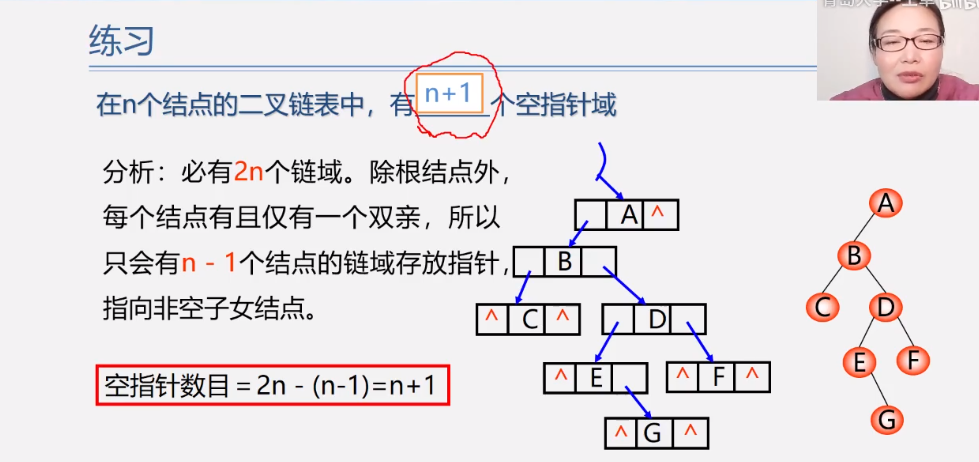 练习
在n个结点的二叉链表中，有n+1个空指针域
分析：必有2n个链域。除根结点外，
每个结点有且仅有一个双亲，所以
只会有n - 1个结点的链域存放指针，
指向非空子女结点。
空指针数目＝2n - (n-1)=n+1
A ^
B
^ C ^
D
^ E
^ F ^
^ G ^
A
B
C
D
E
F
G